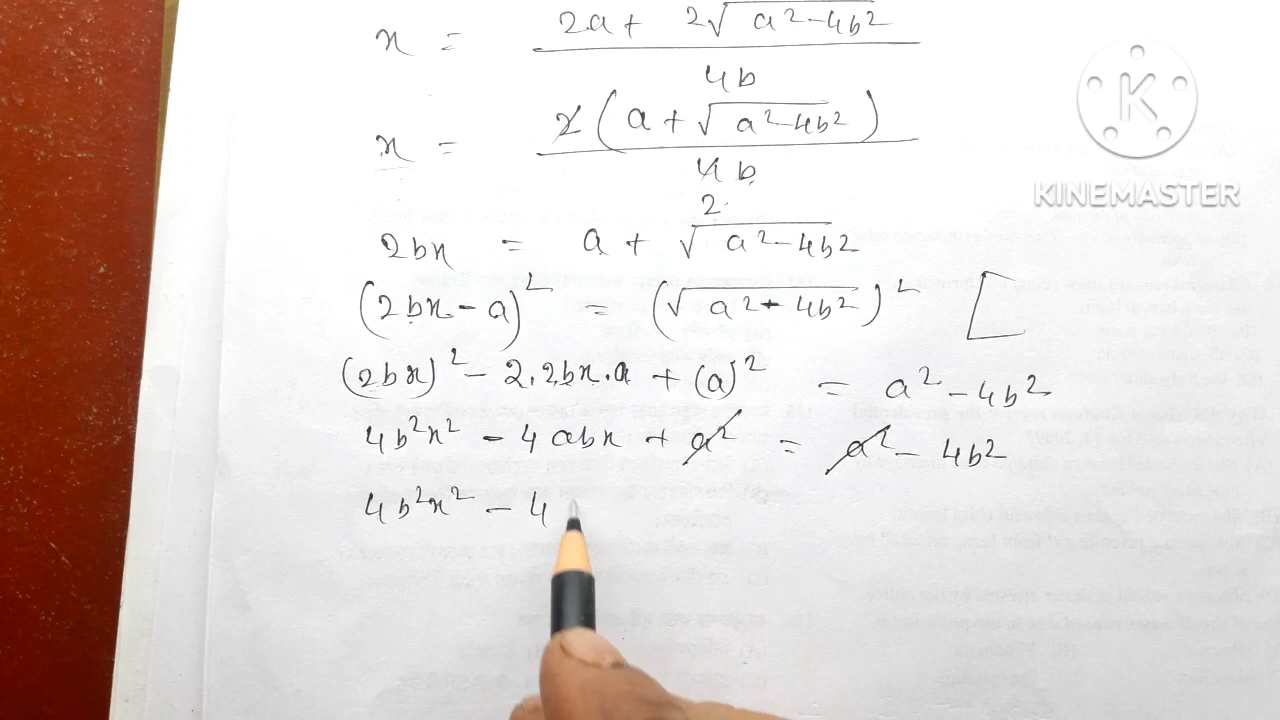 x = (2a + 2√(a² - 4b²)) / 4b
x = 2(a + √(a² - 4b²)) / 4b
2
2bx = a + √(a² - 4b²)
(2bx - a)² = (√(a² - 4b²))² [
(2bx)² - 2.2bx.a + (a)² = a² - 4b²
4b²x² - 4abx + a² = a² - 4b²
4b²x² - 4
K
KINEMASTER